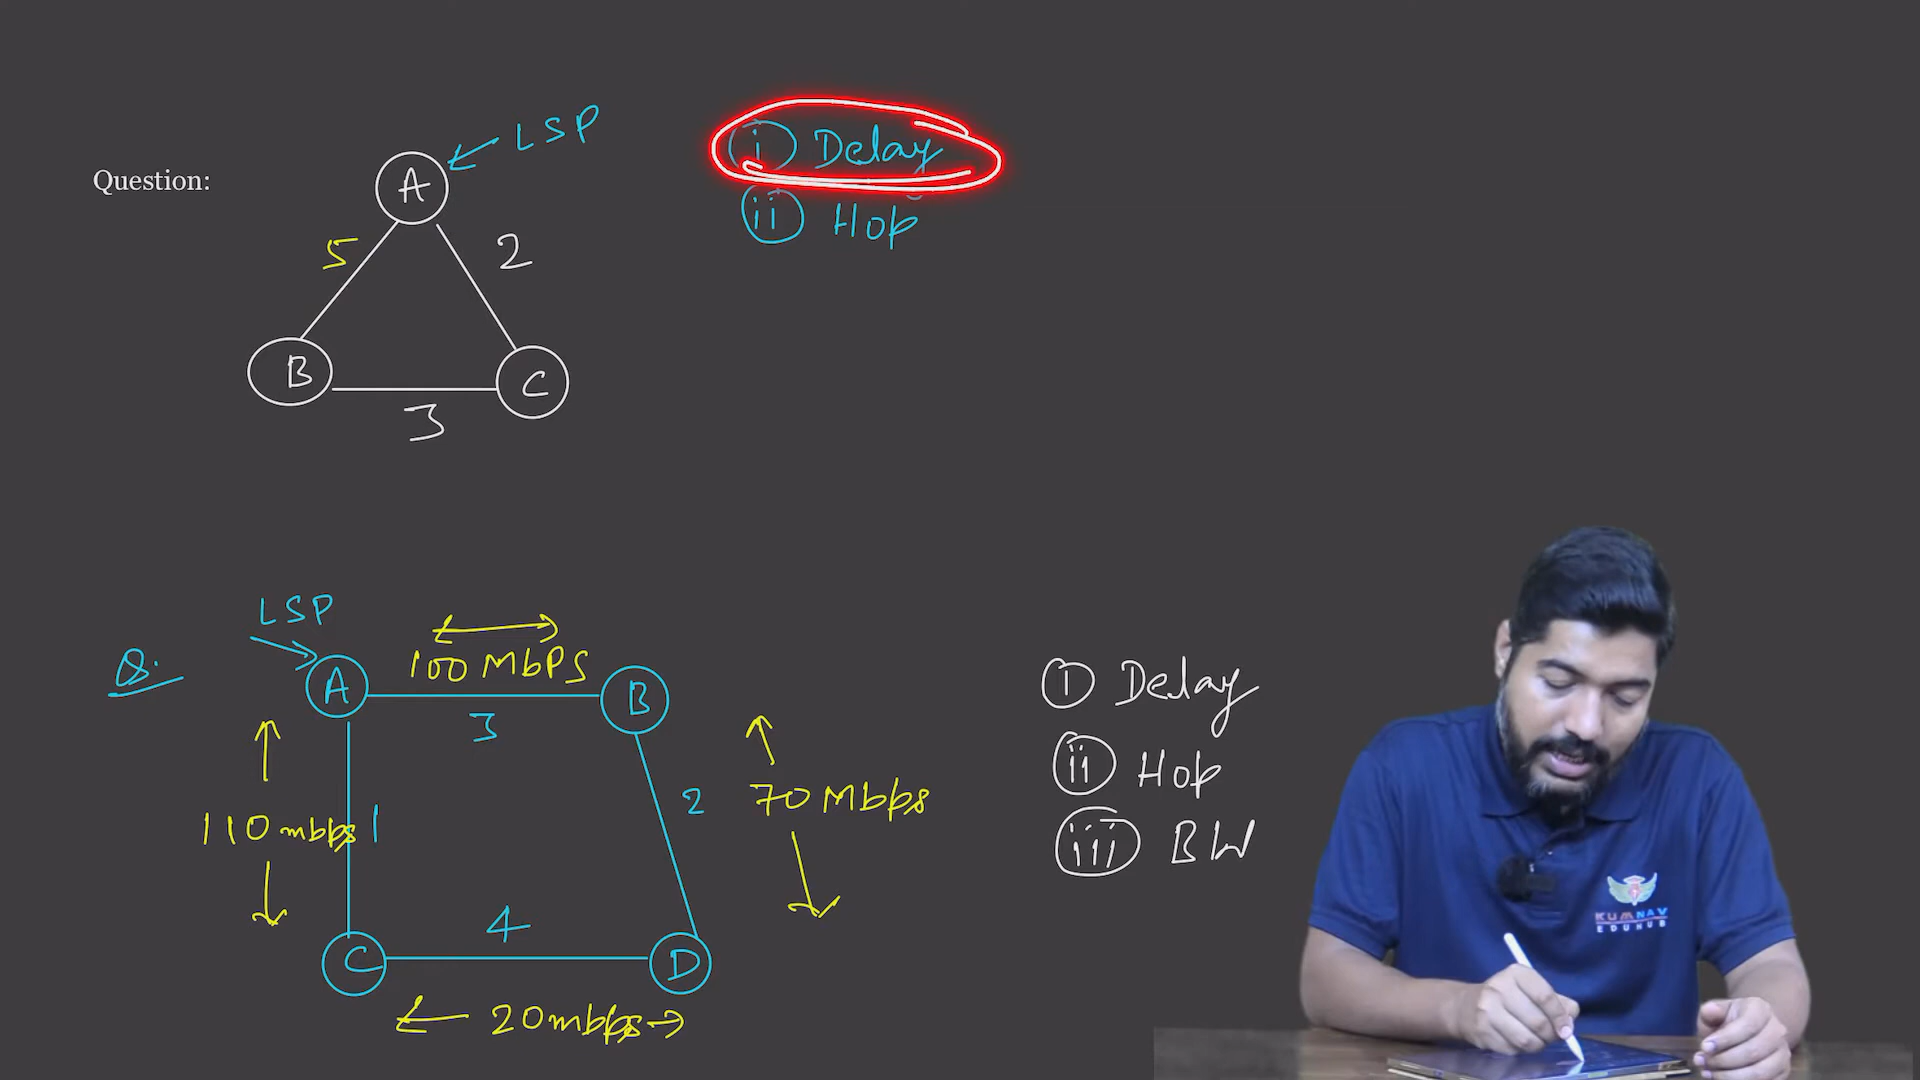 Question:
LSP
A
5
2
B
C
3
i Delay
ii Hop
Q.
LSP
A
100 MbPS
B
3
110 mbps
1
2
70 Mbps
4
C
D
20 mbps
i Delay
ii Hop
iii BW
KUMNAV
EDUHUB